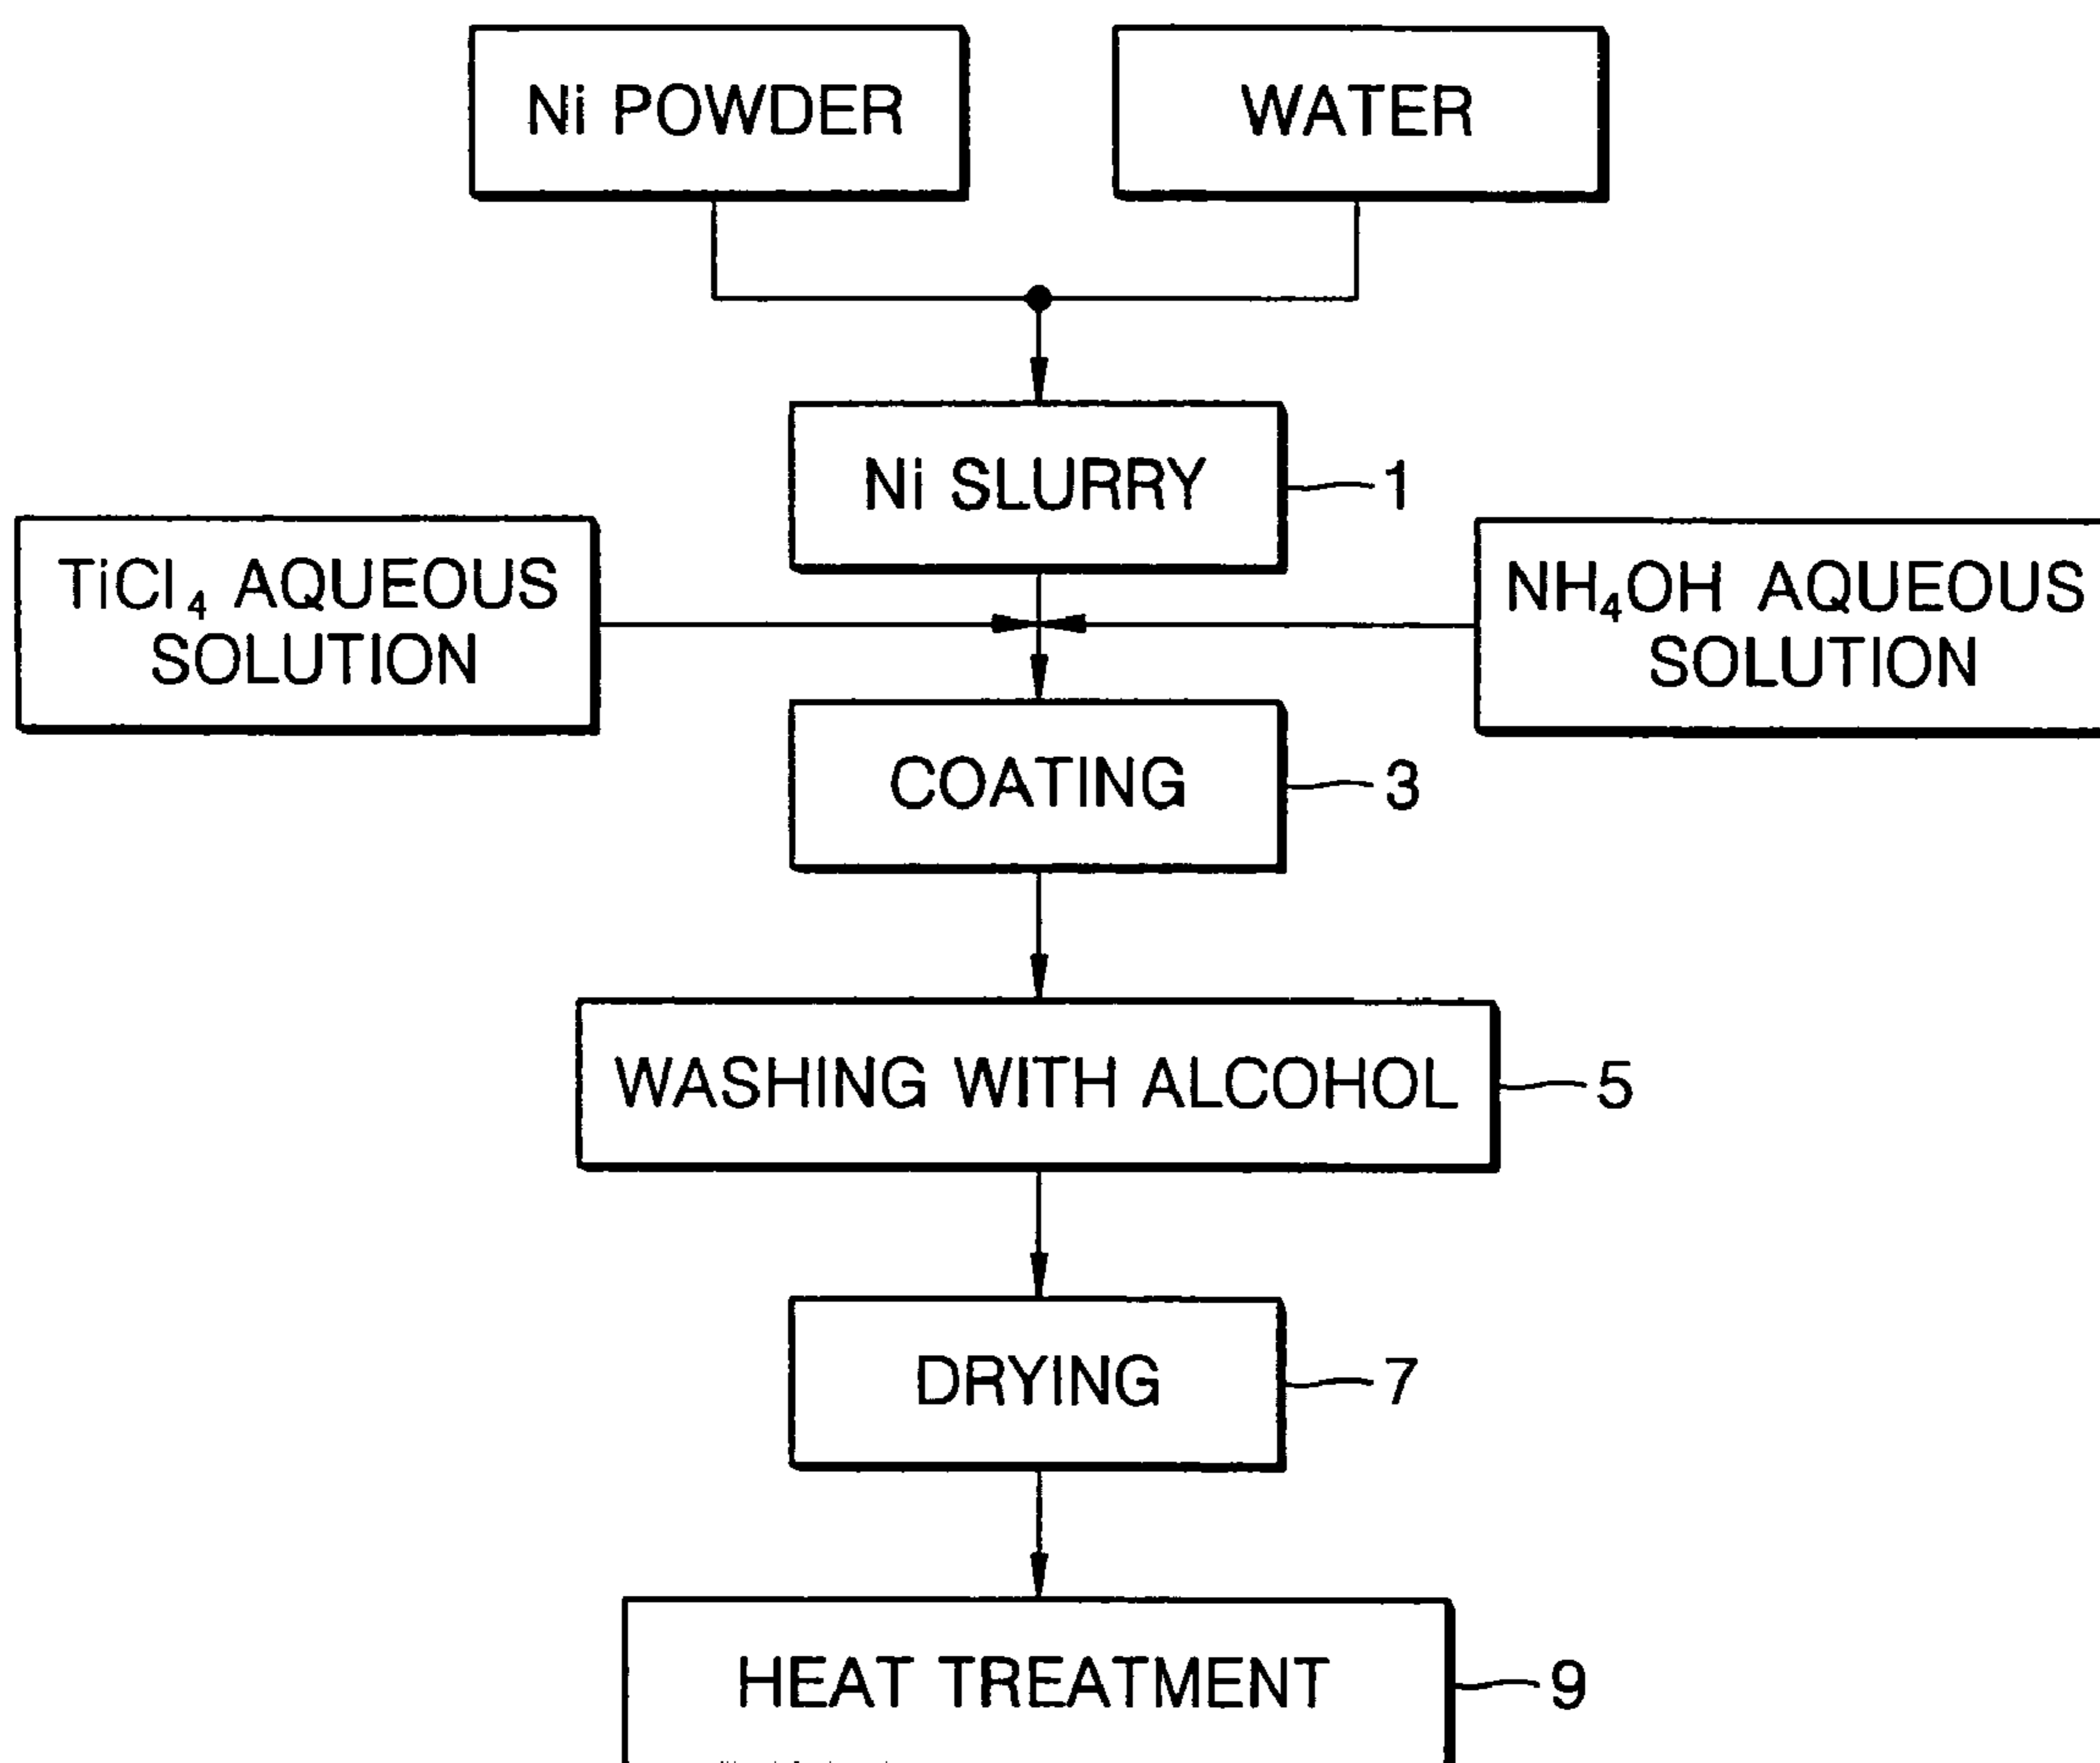 Ni POWDER
WATER
Ni SLURRY
1
TiCl₄ AQUEOUS
SOLUTION
NH₄OH AQUEOUS
SOLUTION
COATING
3
WASHING WITH ALCOHOL
5
DRYING
7
HEAT TREATMENT
9